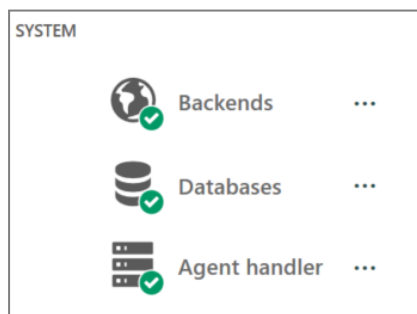 SYSTEM
Backends ...
Databases ...
Agent handler ...